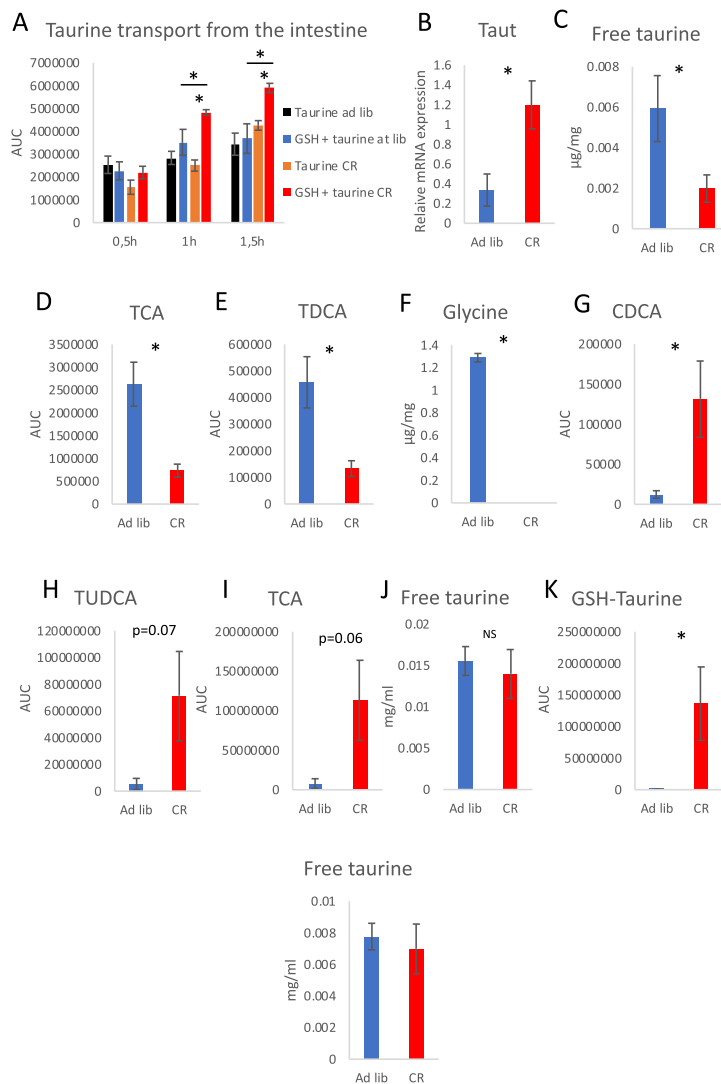 A Taurine transport from the intestine
* *
* *
7000000
6000000
5000000
4000000
3000000
2000000
1000000
0
AUC
0,5h 1h 1,5h
Taurine ad lib
GSH + taurine at lib
Taurine CR
GSH + taurine CR
B Taut
*
1.6
1.4
1.2
1
0.8
0.6
0.4
0.2
0
Relaive mRNA expression
Ad lib CR
C Free taurine
*
0.008
0.006
0.004
0.002
0
µg/mg
Ad lib CR
D TCA
*
3500000
3000000
2500000
2000000
1500000
1000000
500000
0
AUC
Ad lib CR
E TDCA
*
600000
500000
400000
300000
200000
100000
0
AUC
Ad lib CR
F Glycine
*
1.4
1.2
1
0.8
0.6
0.4
0.2
0
µg/mg
Ad lib CR
G CDCA
*
200000
150000
100000
50000
0
AUC
Ad lib CR
H TUDCA
p=0.07
120000000
100000000
80000000
60000000
40000000
20000000
0
AUC
Ad lib CR
I TCA
p=0.06
200000000
150000000
100000000
50000000
0
AUC
Ad lib CR
J Free taurine
NS
0.02
0.015
0.01
0.005
0
mg/ml
Ad lib CR
K GSH-Taurine
*
250000000
200000000
150000000
100000000
50000000
0
AUC
Ad lib CR
Free taurine
0.01
0.008
0.006
0.004
0.002
0
mg/ml
Ad lib CR